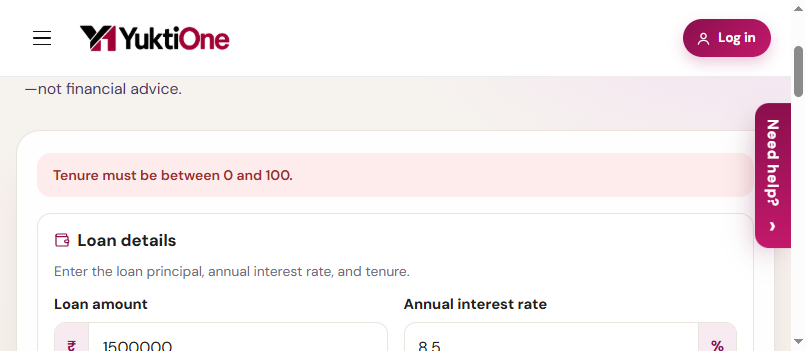 YuktiOne
Log in
—not financial advice.
Need help? ›
Tenure must be between 0 and 100.
Loan details
Enter the loan principal, annual interest rate, and tenure.
Loan amount
Annual interest rate
₹ 1500000
8.5 %